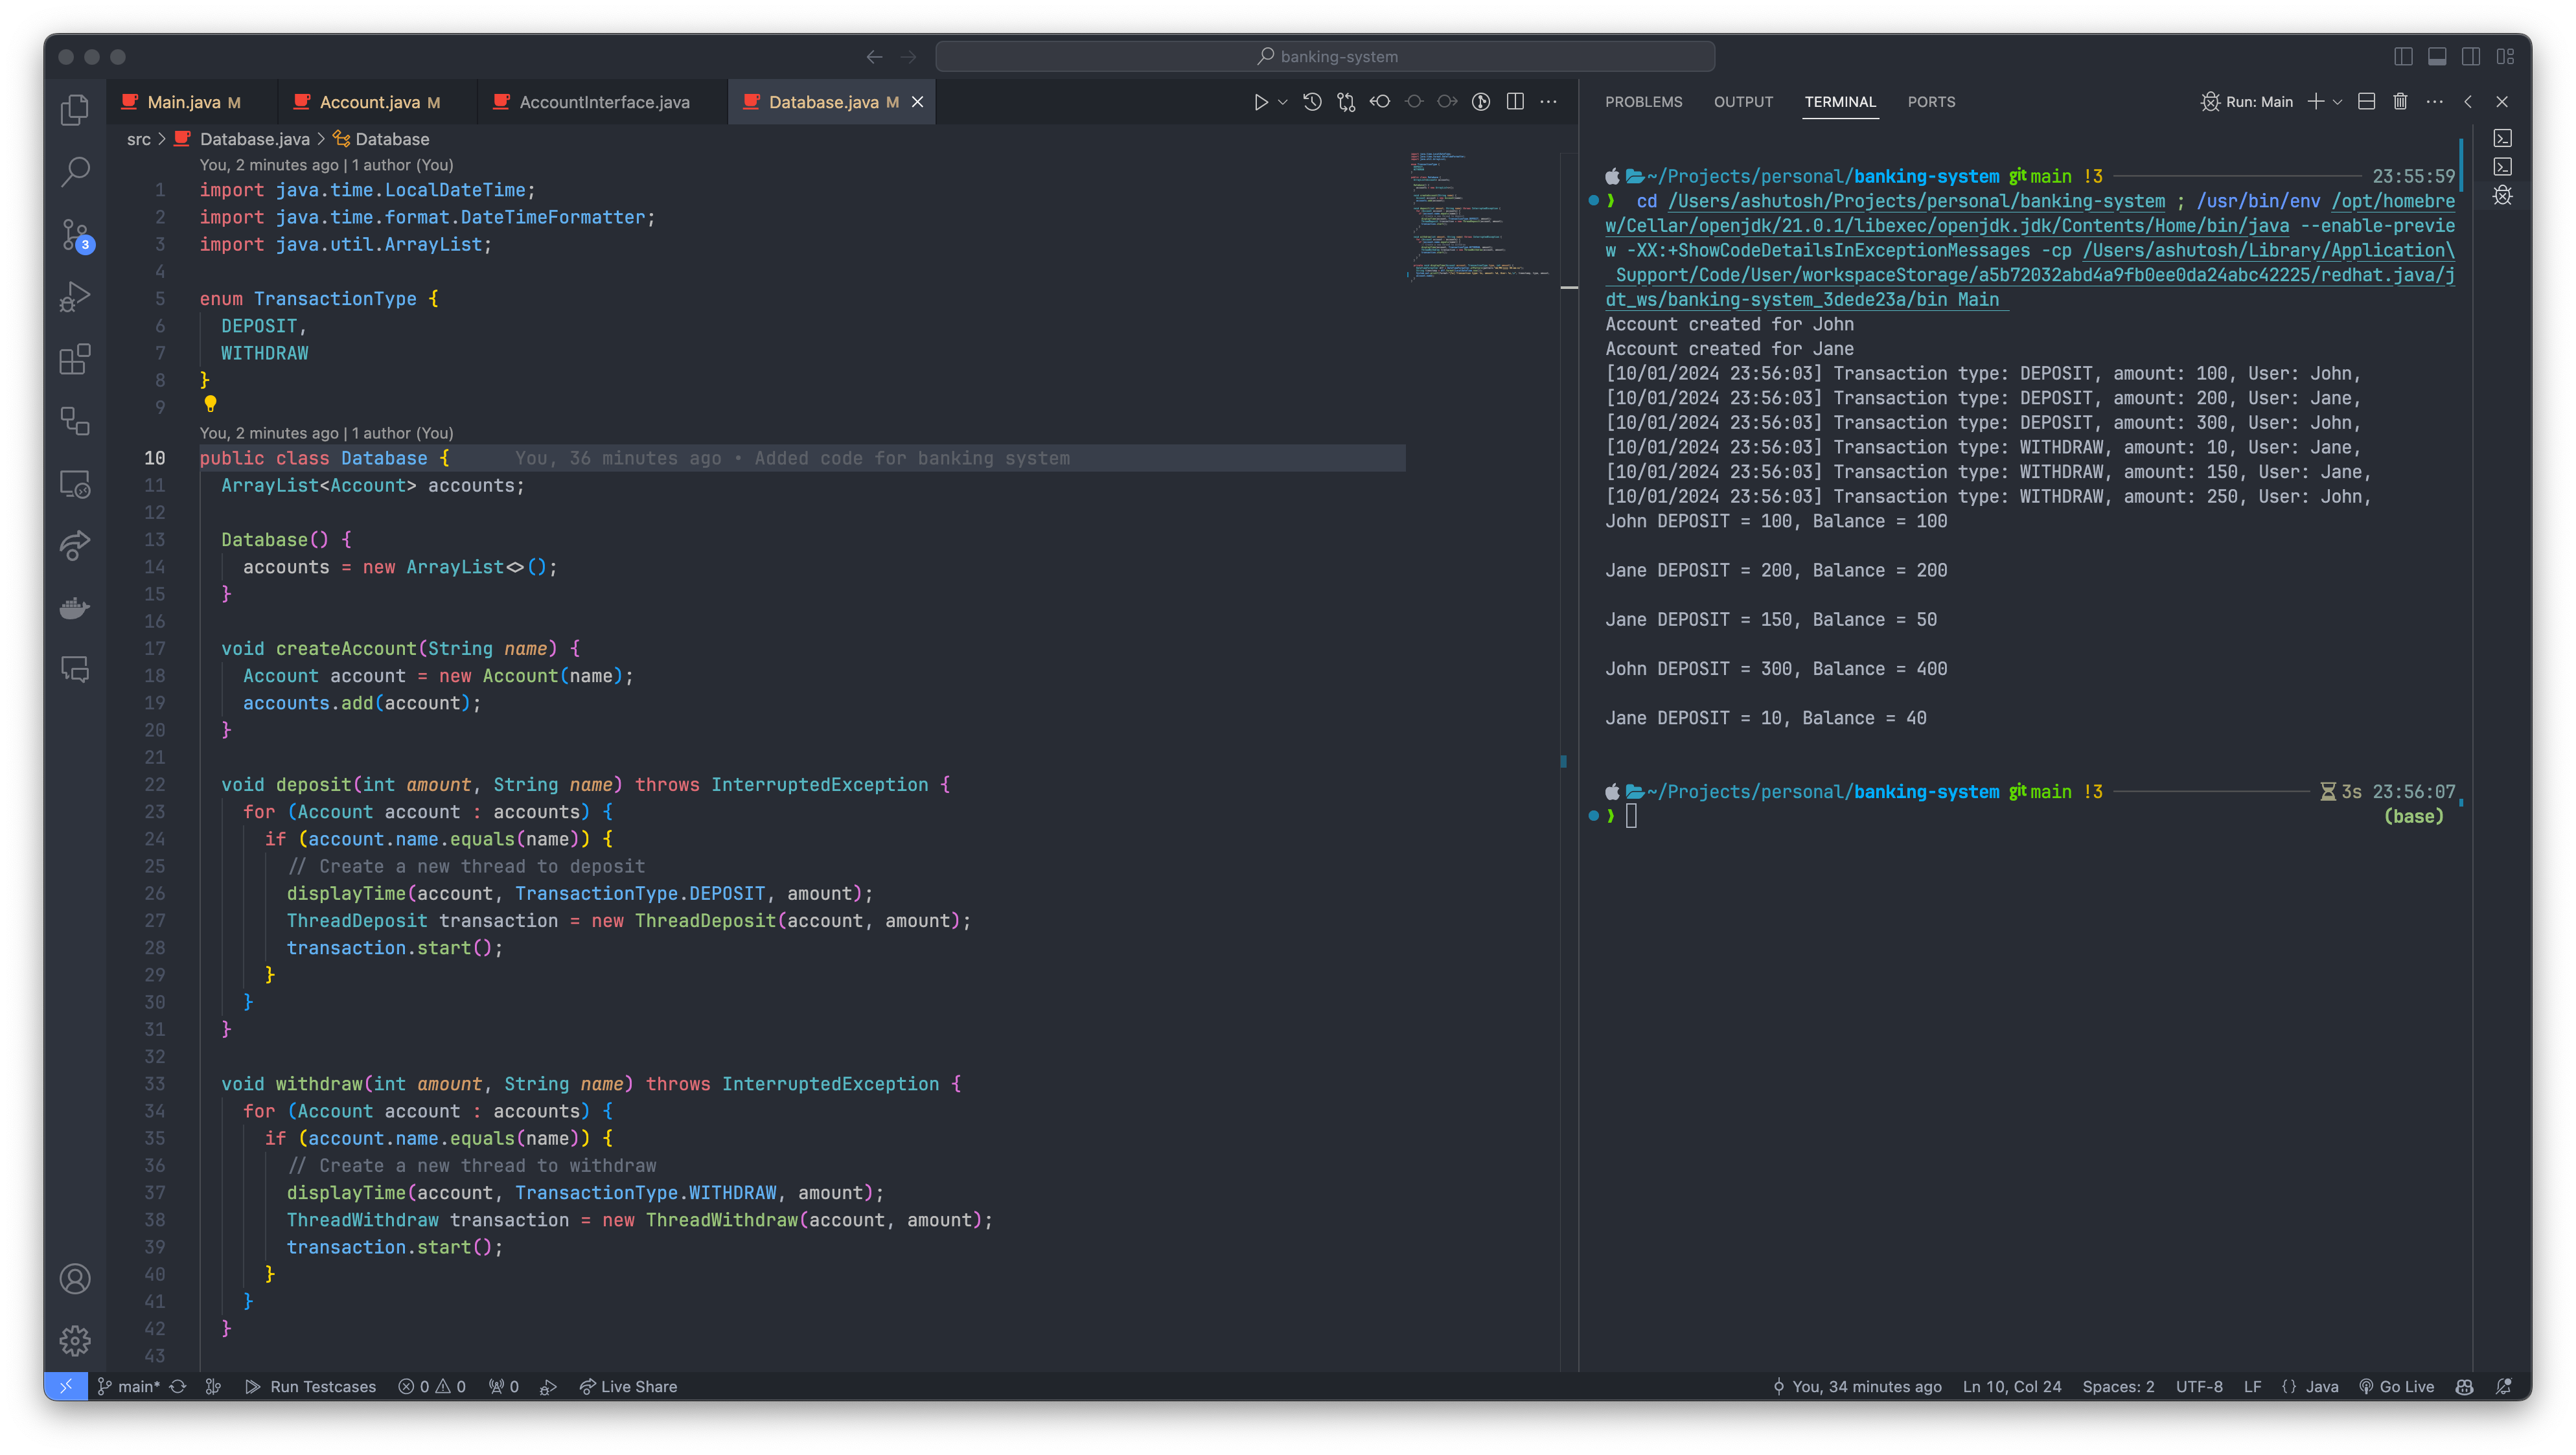 banking-system
Main.java M
Account.java M
AccountInterface.java
Database.java M
src > Database.java > Database
You, 2 minutes ago | 1 author (You)
1 import java.time.LocalDateTime;
2 import java.time.format.DateTimeFormatter;
3 import java.util.ArrayList;
4
5 enum TransactionType {
6 DEPOSIT,
7 WITHDRAW
8 }
9
You, 2 minutes ago | 1 author (You)
10 public class Database { You, 36 minutes ago • Added code for banking system
11 ArrayList<Account> accounts;
12
13 Database() {
14 accounts = new ArrayList<>();
15 }
16
17 void createAccount(String name) {
18 Account account = new Account(name);
19 accounts.add(account);
20 }
21
22 void deposit(int amount, String name) throws InterruptedException {
23 for (Account account : accounts) {
24 if (account.name.equals(name)) {
25 // Create a new thread to deposit
26 displayTime(account, TransactionType.DEPOSIT, amount);
27 ThreadDeposit transaction = new ThreadDeposit(account, amount);
28 transaction.start();
29 }
30 }
31 }
32
33 void withdraw(int amount, String name) throws InterruptedException {
34 for (Account account : accounts) {
35 if (account.name.equals(name)) {
36 // Create a new thread to withdraw
37 displayTime(account, TransactionType.WITHDRAW, amount);
38 ThreadWithdraw transaction = new ThreadWithdraw(account, amount);
39 transaction.start();
40 }
41 }
42 }
43
PROBLEMS OUTPUT TERMINAL PORTS Run: Main
~/Projects/personal/banking-system git main !3 23:55:59
cd /Users/ashutosh/Projects/personal/banking-system ; /usr/bin/env /opt/homebre
w/Cellar/openjdk/21.0.1/libexec/openjdk.jdk/Contents/Home/bin/java --enable-previe
w -XX:+ShowCodeDetailsInExceptionMessages -cp /Users/ashutosh/Library/Application\
Support/Code/User/workspaceStorage/a5b72032abd4a9fb0ee0da24abc42225/redhat.java/j
dt_ws/banking-system_3dede23a/bin Main
Account created for John
Account created for Jane
[10/01/2024 23:56:03] Transaction type: DEPOSIT, amount: 100, User: John,
[10/01/2024 23:56:03] Transaction type: DEPOSIT, amount: 200, User: Jane,
[10/01/2024 23:56:03] Transaction type: DEPOSIT, amount: 300, User: John,
[10/01/2024 23:56:03] Transaction type: WITHDRAW, amount: 10, User: Jane,
[10/01/2024 23:56:03] Transaction type: WITHDRAW, amount: 150, User: Jane,
[10/01/2024 23:56:03] Transaction type: WITHDRAW, amount: 250, User: John,
John DEPOSIT = 100, Balance = 100
Jane DEPOSIT = 200, Balance = 200
Jane DEPOSIT = 150, Balance = 50
John DEPOSIT = 300, Balance = 400
Jane DEPOSIT = 10, Balance = 40
~/Projects/personal/banking-system git main !3 3s 23:56:07
(base)
3
main* Run Testcases 0 0 0 Live Share
You, 34 minutes ago Ln 10, Col 24 Spaces: 2 UTF-8 LF {} Java Go Live